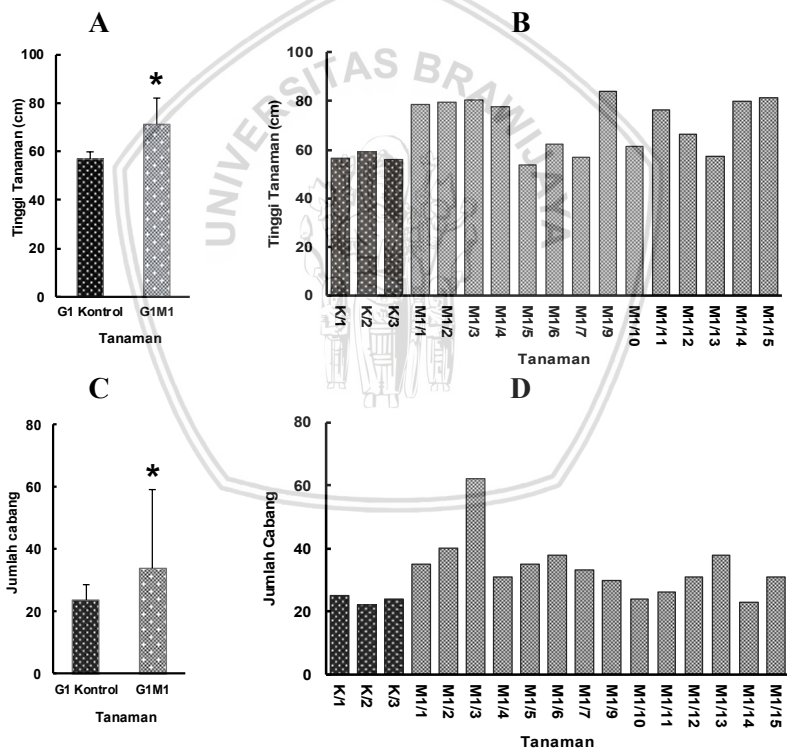 A
Tinggi Tanaman (cm)
100
80
60
40
20
0
*
G1 Kontrol G1M1
Tanaman
B
Tinggi Tanaman (cm)
100
80
60
40
20
0
K/1
K/2
K/3
M1/1
M1/2
M1/3
M1/4
M1/5
M1/6
M1/7
M1/9
M1/10
M1/11
M1/12
M1/13
M1/14
M1/15
Tanaman
UNIVERSITAS BRAWIJAYA
C
Jumlah cabang
80
60
40
20
0
*
G1 Kontrol G1M1
Tanaman
D
Jumlah Cabang
80
60
40
20
0
K/1
K/2
K/3
M1/1
M1/2
M1/3
M1/4
M1/5
M1/6
M1/7
M1/9
M1/10
M1/11
M1/12
M1/13
M1/14
M1/15
Tanaman